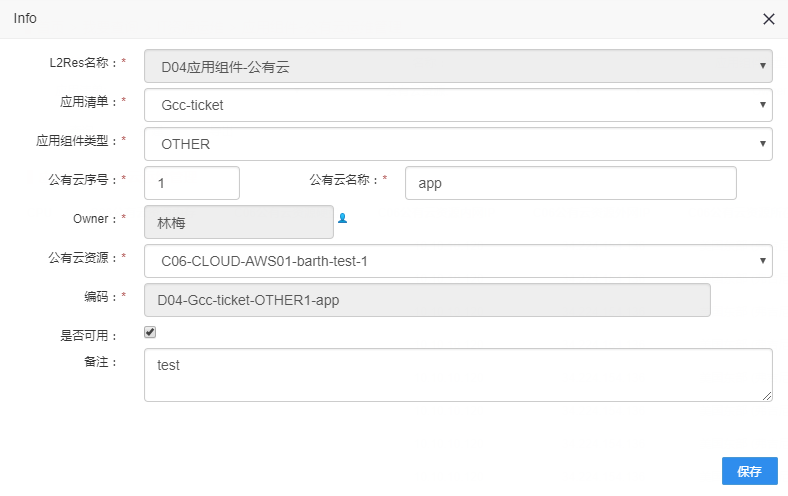 Info
L2Res名称：* D04应用组件-公有云
应用清单：* Gcc-ticket
应用组件类型：* OTHER
公有云序号：* 1 公有云名称：* app
Owner：* 林梅
公有云资源：* C06-CLOUD-AWS01-barth-test-1
编码：* D04-Gcc-ticket-OTHER1-app
是否可用：
备注： test
保存